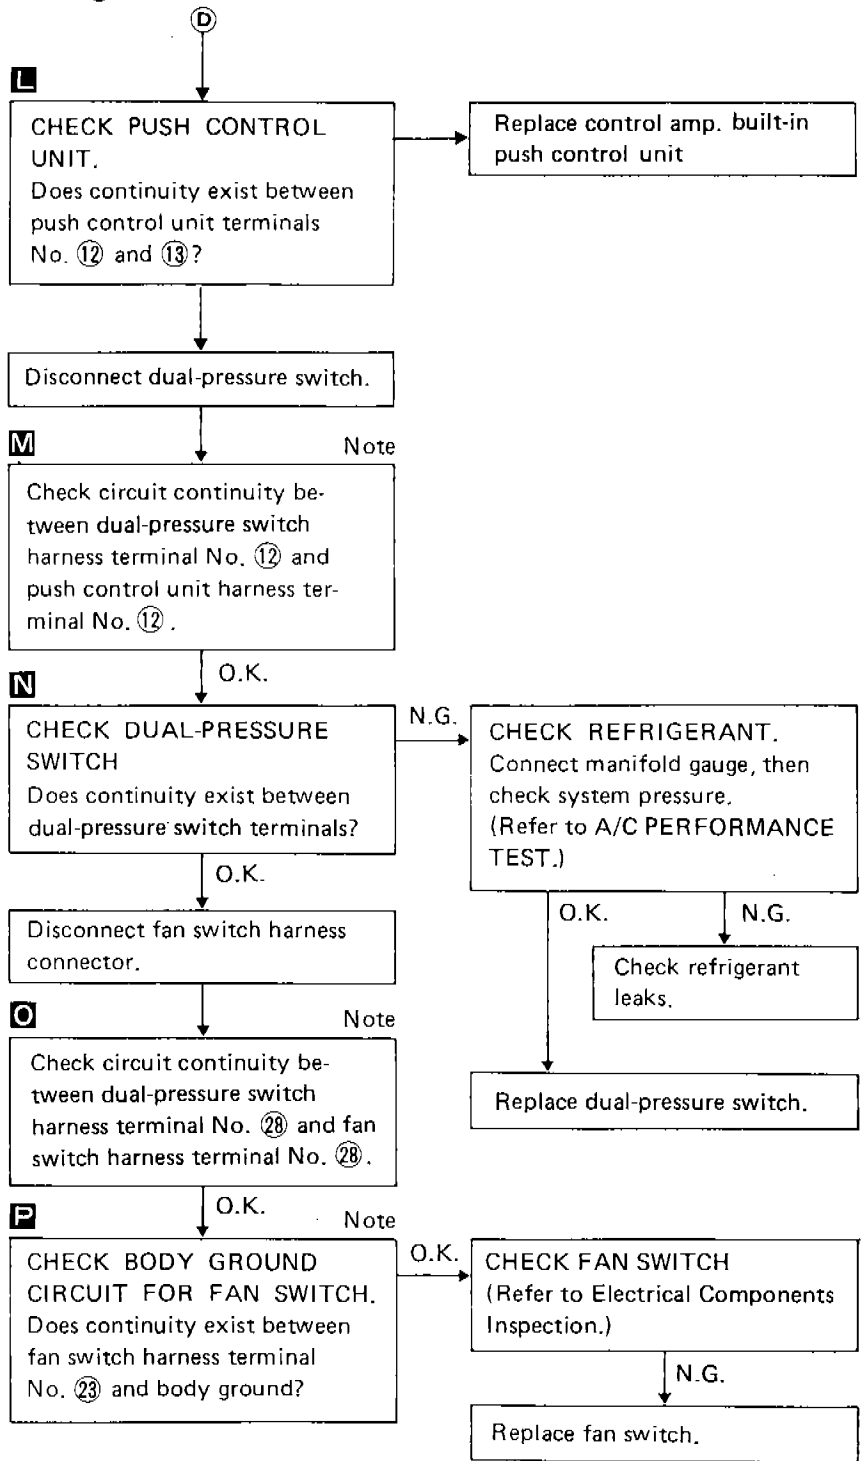 D
L
CHECK PUSH CONTROL
UNIT.
Does continuity exist between
push control unit terminals
No. ⑫ and ⑬?
Replace control amp. built-in
push control unit
Disconnect dual-pressure switch.
M
Note
Check circuit continuity be-
tween dual-pressure switch
harness terminal No. ⑫ and
push control unit harness ter-
minal No. ⑫.
O.K.
N
CHECK DUAL-PRESSURE
SWITCH
Does continuity exist between
dual-pressure switch terminals?
N.G.
CHECK REFRIGERANT.
Connect manifold gauge, then
check system pressure.
(Refer to A/C PERFORMANCE
TEST.)
O.K.
O.K.
N.G.
Disconnect fan switch harness
connector.
Check refrigerant
leaks.
O
Note
Check circuit continuity be-
tween dual-pressure switch
harness terminal No. ㉘ and fan
switch harness terminal No. ㉘.
Replace dual-pressure switch.
O.K.
P
Note
CHECK BODY GROUND
CIRCUIT FOR FAN SWITCH.
Does continuity exist between
fan switch harness terminal
No. ㉓ and body ground?
O.K.
CHECK FAN SWITCH
(Refer to Electrical Components
Inspection.)
N.G.
Replace fan switch.